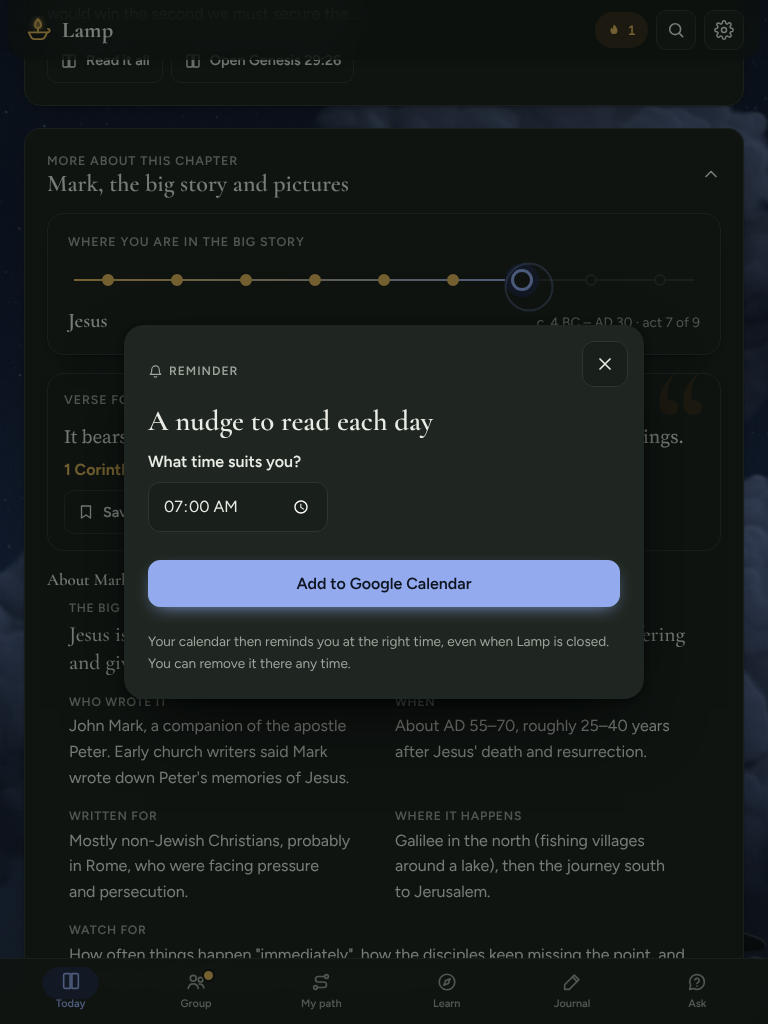 would win the second we must secure the...
Lamp
1
Read it all
Open Genesis 29:26
MORE ABOUT THIS CHAPTER
Mark, the big story and pictures
WHERE YOU ARE IN THE BIG STORY
Jesus
c. 4 BC – AD 30 · act 7 of 9
REMINDER
A nudge to read each day
What time suits you?
07:00 AM
Add to Google Calendar
Your calendar then reminds you at the right time, even when Lamp is closed.
You can remove it there any time.
It bears
1 Corint
About Mark
THE BIG
Jesus is
and
WHO WROTE IT
John Mark, a companion of the apostle
Peter. Early church writers said Mark
wrote down Peter's memories of Jesus.
WHEN
About AD 55–70, roughly 25–40 years
after Jesus' death and resurrection.
WRITTEN FOR
Mostly non-Jewish Christians, probably
in Rome, who were facing pressure
and persecution.
WHERE IT HAPPENS
Galilee in the north (fishing villages
around a lake), then the journey south
to Jerusalem.
WATCH FOR
How often things happen "immediately", how the disciples keep missing the point, and
Today
Group
My path
Learn
Journal
Ask